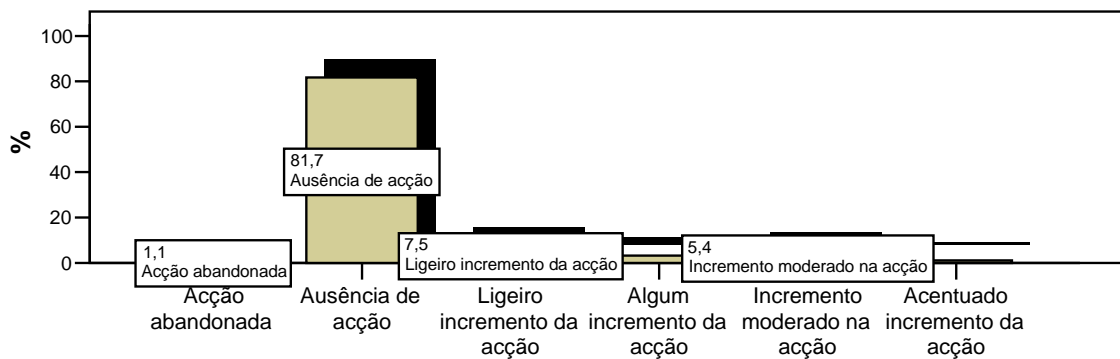 100
80
60
40
20
0
%
81,7
Ausência de acção
1,1
Acção abandonada
7,5
Ligeiro incremento da acção
5,4
Incremento moderado na acção
Acção
abandonada
Ausência de
acção
Ligeiro
incremento da
acção
Algum
incremento da
acção
Incremento
moderado na
acção
Acentuado
incremento da
acção